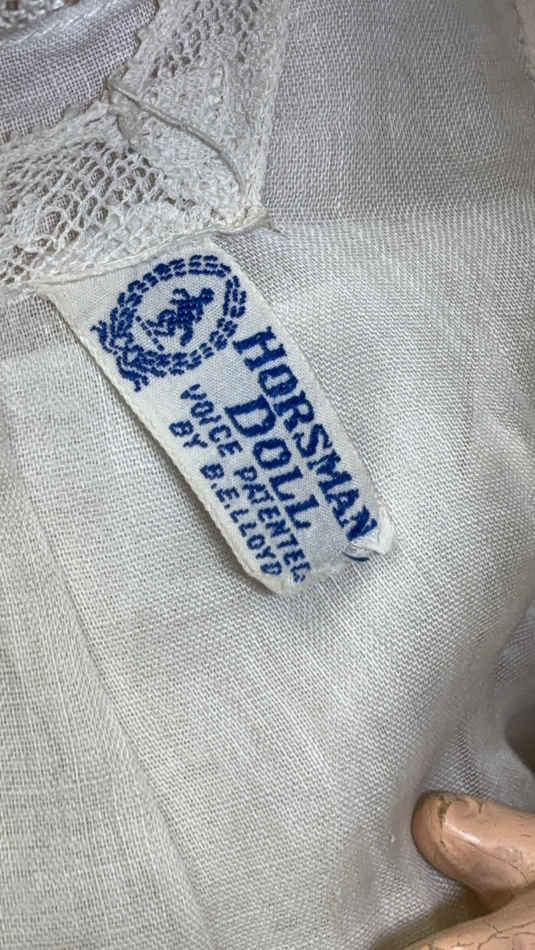 HORSMAN
DOLL
VOICE PATENTED
BY B.E.LLOYD